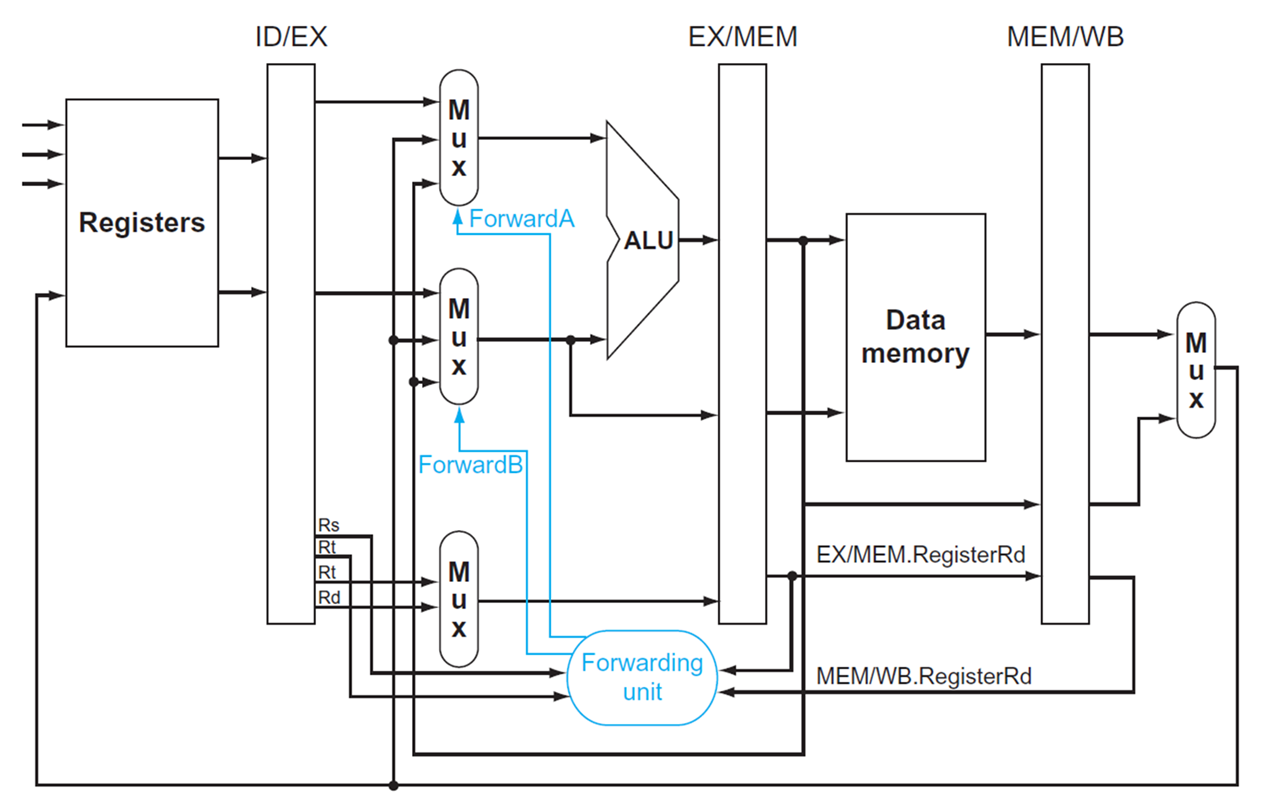 ID/EX
EX/MEM
MEM/WB
Registers
M
u
x
ForwardA
ALU
M
u
x
ForwardB
Data
memory
M
u
x
Rs
Rt
Rt
Rd
M
u
x
EX/MEM.RegisterRd
Forwarding
unit
MEM/WB.RegisterRd